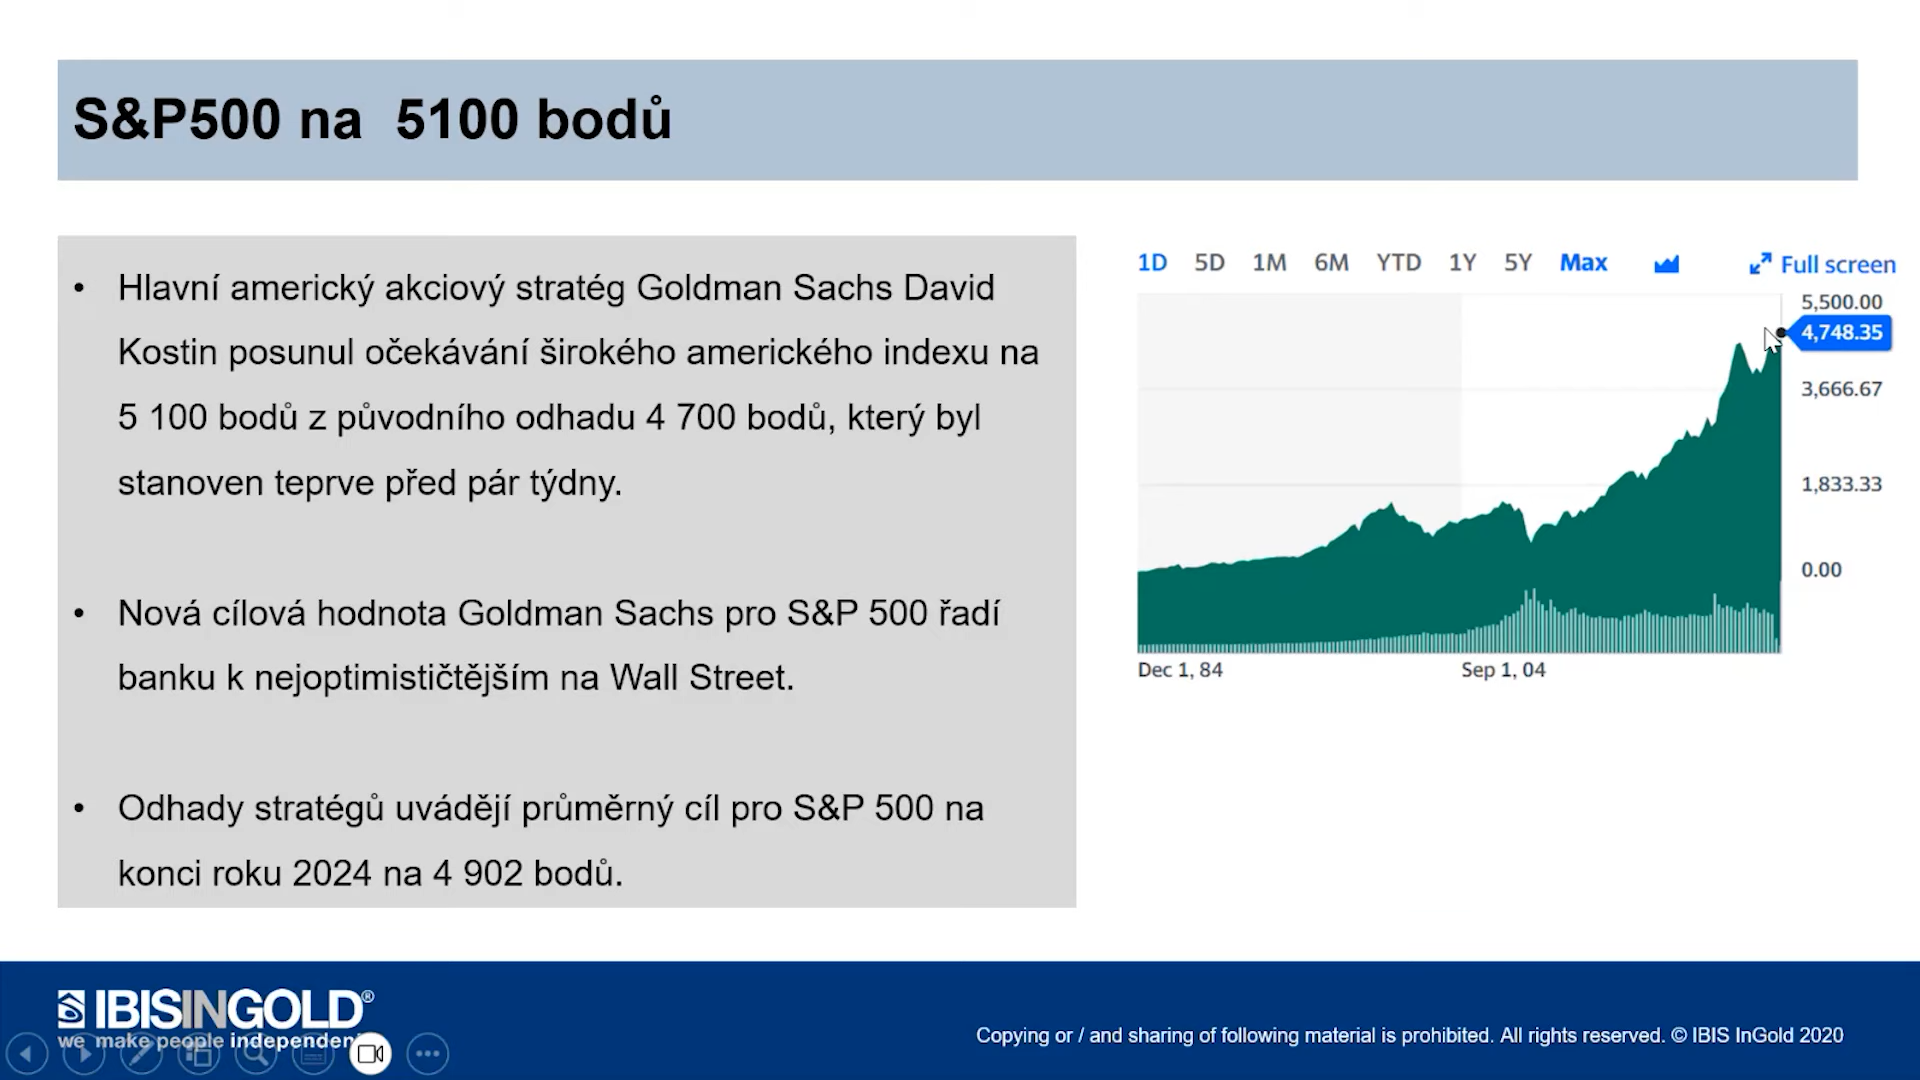 S&P500 na 5100 bodů
• Hlavní americký akciový stratég Goldman Sachs David
Kostin posunul očekávání širokého amerického indexu na
5 100 bodů z původního odhadu 4 700 bodů, který byl
stanoven teprve před pár týdny.
• Nová cílová hodnota Goldman Sachs pro S&P 500 řadí
banku k nejoptimističtějším na Wall Street.
• Odhady stratégů uvádějí průměrný cíl pro S&P 500 na
konci roku 2024 na 4 902 bodů.
1D 5D 1M 6M YTD 1Y 5Y Max Full screen
5,500.00
4,748.35
3,666.67
1,833.33
0.00
Dec 1, 84 Sep 1, 04
IBISINGOLD®
we make people independen
Copying or / and sharing of following material is prohibited. All rights reserved. © IBIS InGold 2020